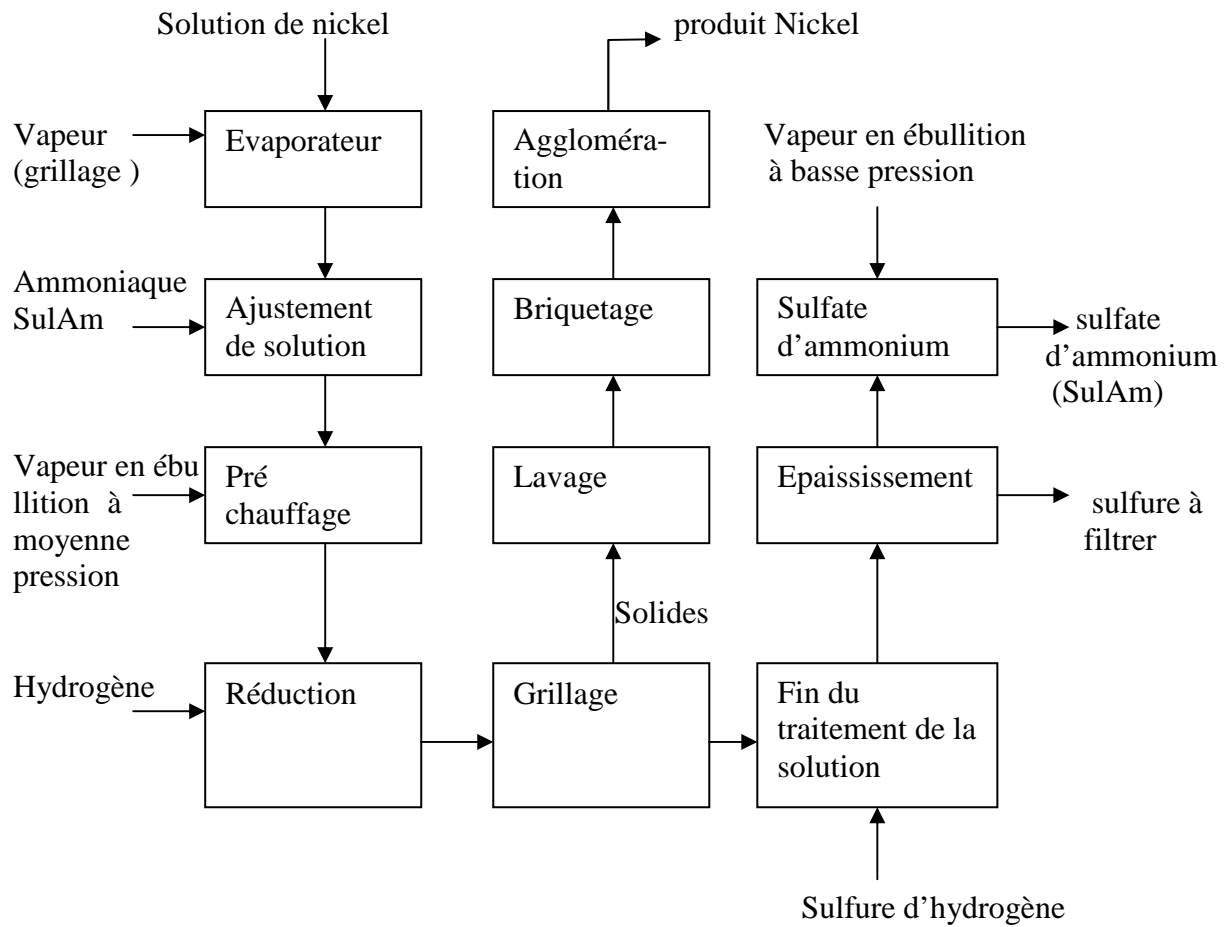 Solution de nickel
produit Nickel
Vapeur
(grillage )
Evaporateur
Aggloméra-
tion
Vapeur en ébullition
à basse pression
Ammoniaque
SulAm
Ajustement
de solution
Briquetage
Sulfate
d’ammonium
sulfate
d’ammonium
(SulAm)
Vapeur en ébu
llition à
moyenne
pression
Pré
chauffage
Lavage
Epaississement
sulfure à
filtrer
Solides
Hydrogène
Réduction
Grillage
Fin du
traitement de la
solution
Sulfure d’hydrogène